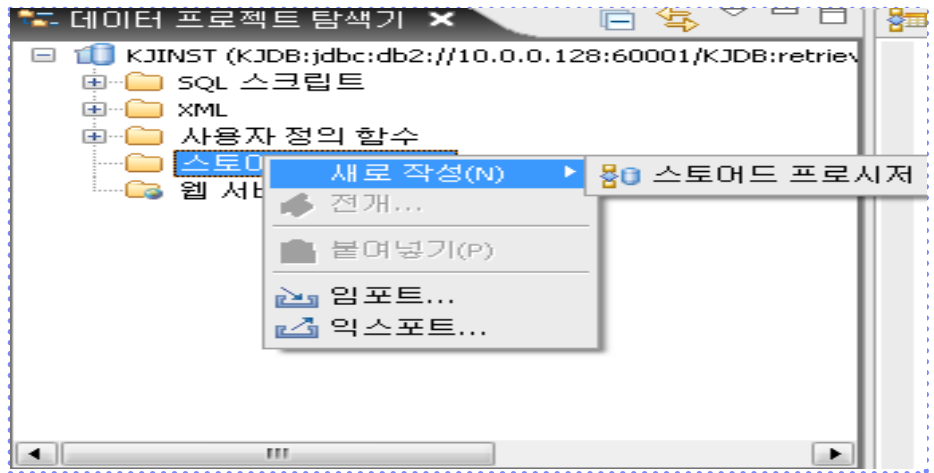 데이터 프로젝트 탐색기
KJINST (KJDB:jdbc:db2://10.0.0.128:60001/KJDB:retriev
SQL 스크립트
XML
사용자 정의 함수
스토어
웹 서비
새로 작성(N)
스토어드 프로시저
전개...
붙여넣기(P)
임포트...
익스포트...